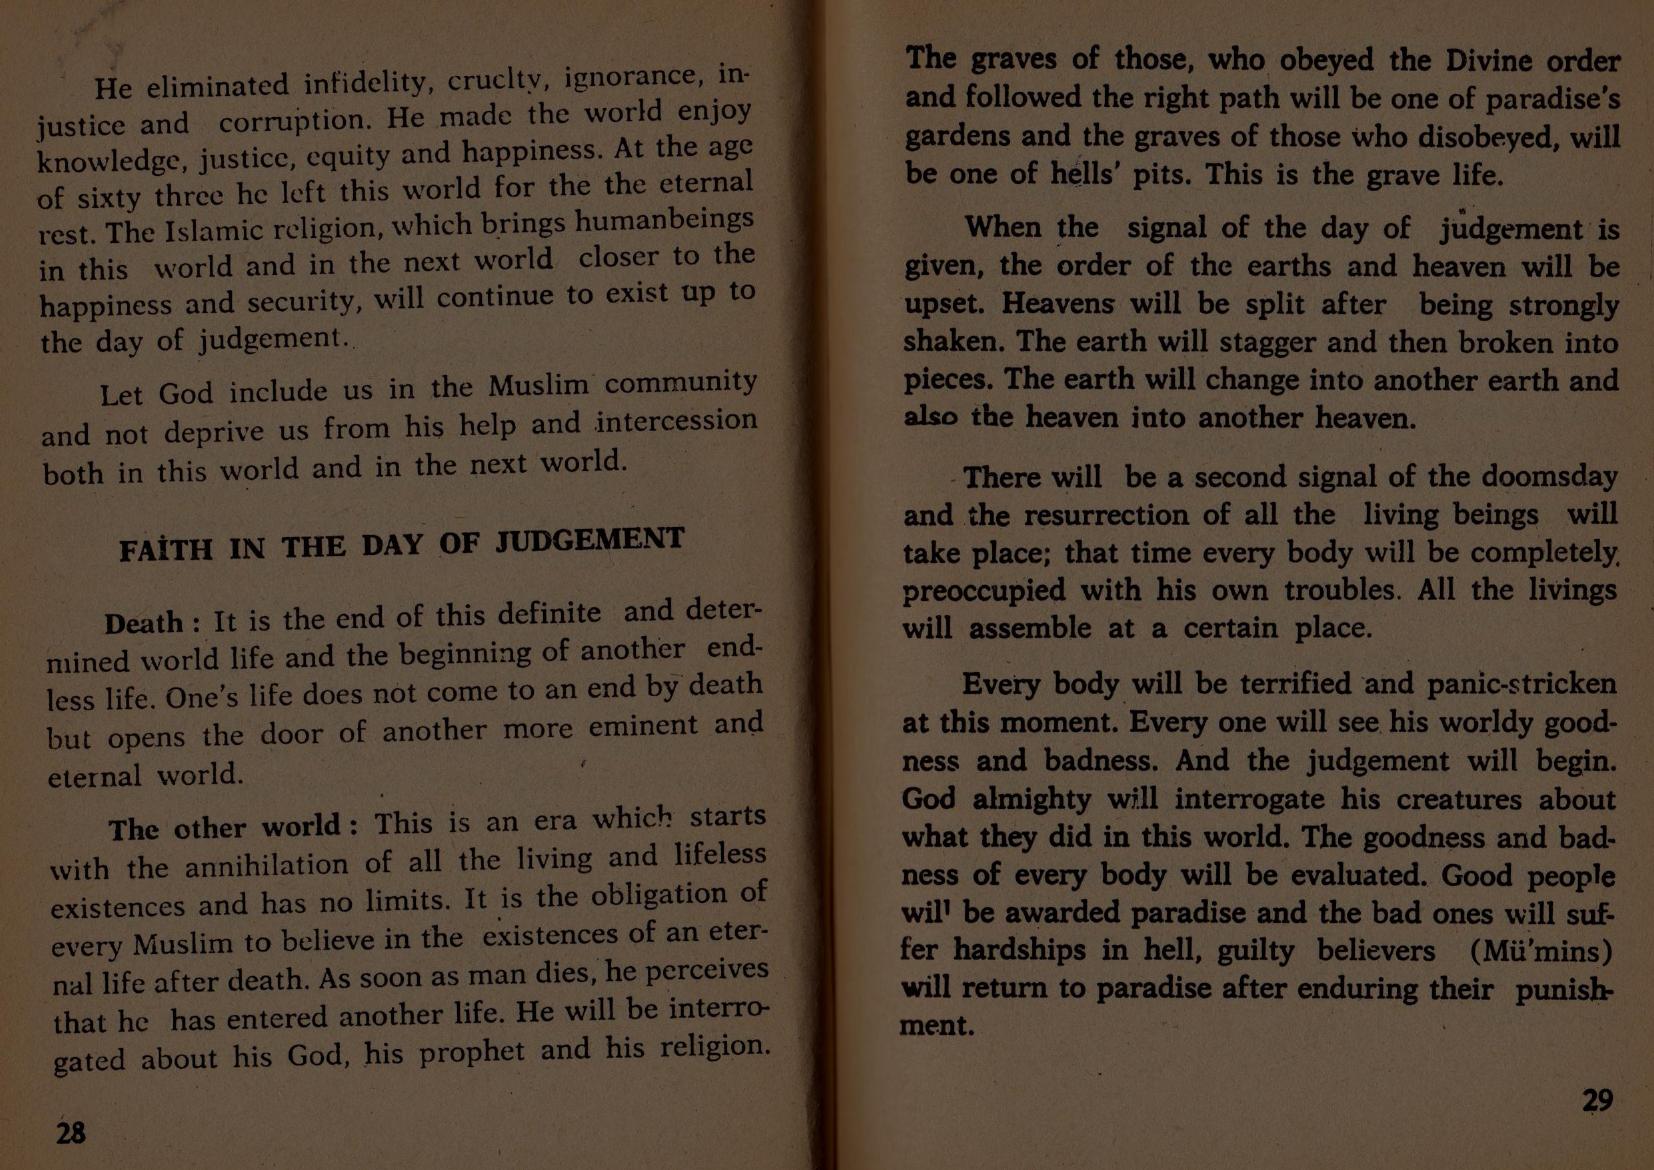 He eliminated infidelity, cruelty, ignorance, in-
justice and corruption. He made the world enjoy
knowledge, justice, equity and happiness. At the age
of sixty three he left this world for the the eternal
rest. The Islamic religion, which brings humanbeings
in this world and in the next world closer to the
happiness and security, will continue to exist up to
the day of judgement.
Let God include us in the Muslim community
and not deprive us from his help and intercession
both in this world and in the next world.
FAİTH IN THE DAY OF JUDGEMENT
Death : It is the end of this definite and deter-
mined world life and the beginning of another end-
less life. One's life does not come to an end by death
but opens the door of another more eminent and
eternal world.
The other world : This is an era which starts
with the annihilation of all the living and lifeless
existences and has no limits. It is the obligation of
every Muslim to believe in the existences of an eter-
nal life after death. As soon as man dies, he perceives
that he has entered another life. He will be interro-
gated about his God, his prophet and his religion.
28
The graves of those, who obeyed the Divine order
and followed the right path will be one of paradise's
gardens and the graves of those who disobeyed, will
be one of hells' pits. This is the grave life.
When the signal of the day of judgement is
given, the order of the earths and heaven will be
upset. Heavens will be split after being strongly
shaken. The earth will stagger and then broken into
pieces. The earth will change into another earth and
also the heaven into another heaven.
There will be a second signal of the doomsday
and the resurrection of all the living beings will
take place; that time every body will be completely,
preoccupied with his own troubles. All the livings
will assemble at a certain place.
Every body will be terrified and panic-stricken
at this moment. Every one will see his worldy good-
ness and badness. And the judgement will begin.
God almighty will interrogate his creatures about
what they did in this world. The goodness and bad-
ness of every body will be evaluated. Good people
will be awarded paradise and the bad ones will suf-
fer hardships in hell, guilty believers (Mü'mins)
will return to paradise after enduring their punish-
ment.
29